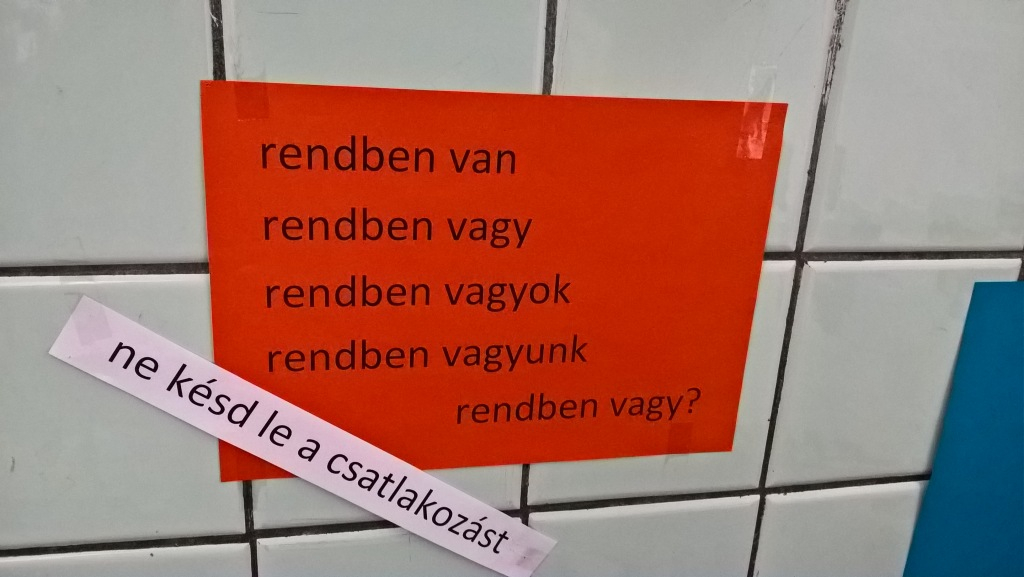 rendben van
rendben vagy
rendben vagyok
rendben vagyunk
rendben vagy?
ne késd le a csatlakozást